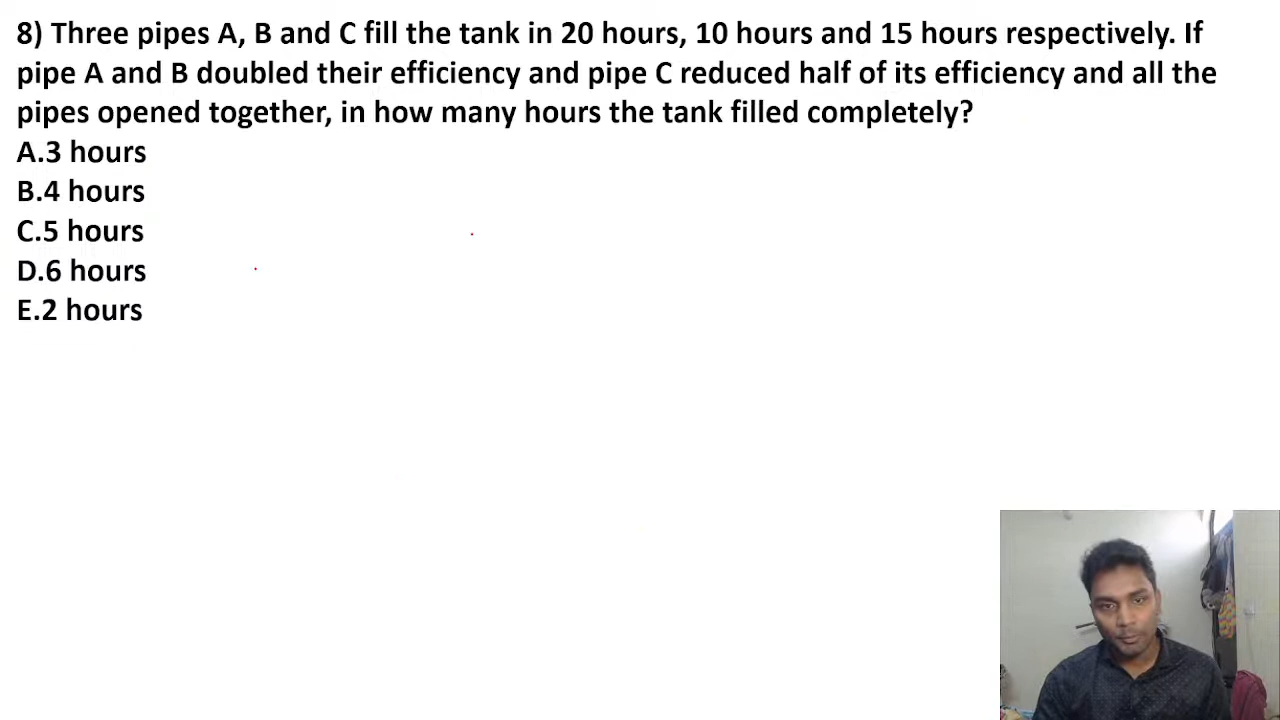 8) Three pipes A, B and C fill the tank in 20 hours, 10 hours and 15 hours respectively. If
pipe A and B doubled their efficiency and pipe C reduced half of its efficiency and all the
pipes opened together, in how many hours the tank filled completely?
A.3 hours
B.4 hours
C.5 hours
D.6 hours
E.2 hours